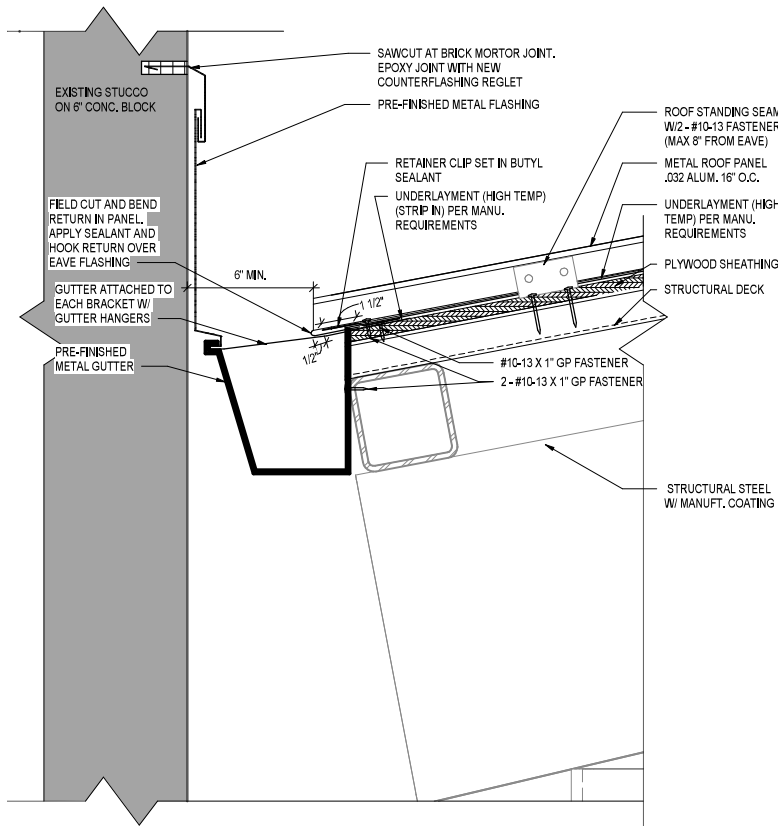 SAWCUT AT BRICK MORTOR JOINT.
EPOXY JOINT WITH NEW
COUNTERFLASHING REGLET
EXISTING STUCCO
ON 6" CONC. BLOCK
PRE-FINISHED METAL FLASHING
ROOF STANDING SEAM
W/2 - #10-13 FASTENER
(MAX 8" FROM EAVE)
RETAINER CLIP SET IN BUTYL
SEALANT
METAL ROOF PANEL
.032 ALUM. 16" O.C.
UNDERLAYMENT (HIGH TEMP)
(STRIP IN) PER MANU.
REQUIREMENTS
UNDERLAYMENT (HIGH
TEMP) PER MANU.
REQUIREMENTS
FIELD CUT AND BEND
RETURN IN PANEL.
APPLY SEALANT AND
HOOK RETURN OVER
EAVE FLASHING
6" MIN.
PLYWOOD SHEATHING
GUTTER ATTACHED TO
EACH BRACKET W/
GUTTER HANGERS
STRUCTURAL DECK
1 1/2"
PRE-FINISHED
METAL GUTTER
1/2"
#10-13 X 1" GP FASTENER
2 - #10-13 X 1" GP FASTENER
STRUCTURAL STEEL
W/ MANUFT. COATING